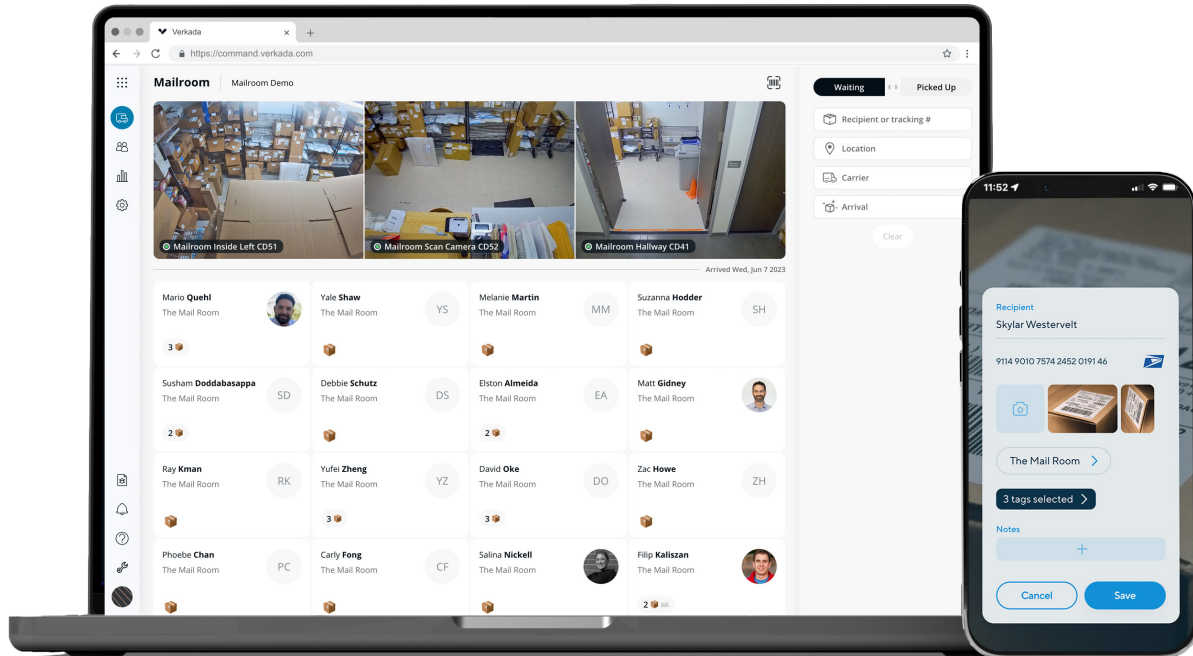 Verkada
https://command.verkada.com
Mailroom
Mailroom Demo
Mailroom Inside Left CD51
Mailroom Scan Camera CD52
Mailroom Hallway CD41
Arrived Wed, Jun 7 2023
Mario Quehl
The Mail Room
3
Yale Shaw
The Mail Room
YS
Melanie Martin
The Mail Room
MM
Suzanna Hodder
The Mail Room
SH
Susham Doddabasappa
The Mail Room
SD
2
Debbie Schutz
The Mail Room
DS
Elston Almeida
The Mail Room
EA
2
Matt Gidney
The Mail Room
Ray Kman
The Mail Room
RK
Yufei Zheng
The Mail Room
YZ
3
David Oke
The Mail Room
DO
3
Zac Howe
The Mail Room
ZH
Phoebe Chan
The Mail Room
PC
Carly Fong
The Mail Room
CF
Salina Nickell
The Mail Room
Filip Kaliszan
The Mail Room
2
Waiting
Picked Up
Recipient or tracking #
Location
Carrier
Arrival
Clear
11:52
Recipient
Skylar Westervelt
9114 9010 7574 2452 0191 46
The Mail Room
3 tags selected
Notes
Cancel
Save